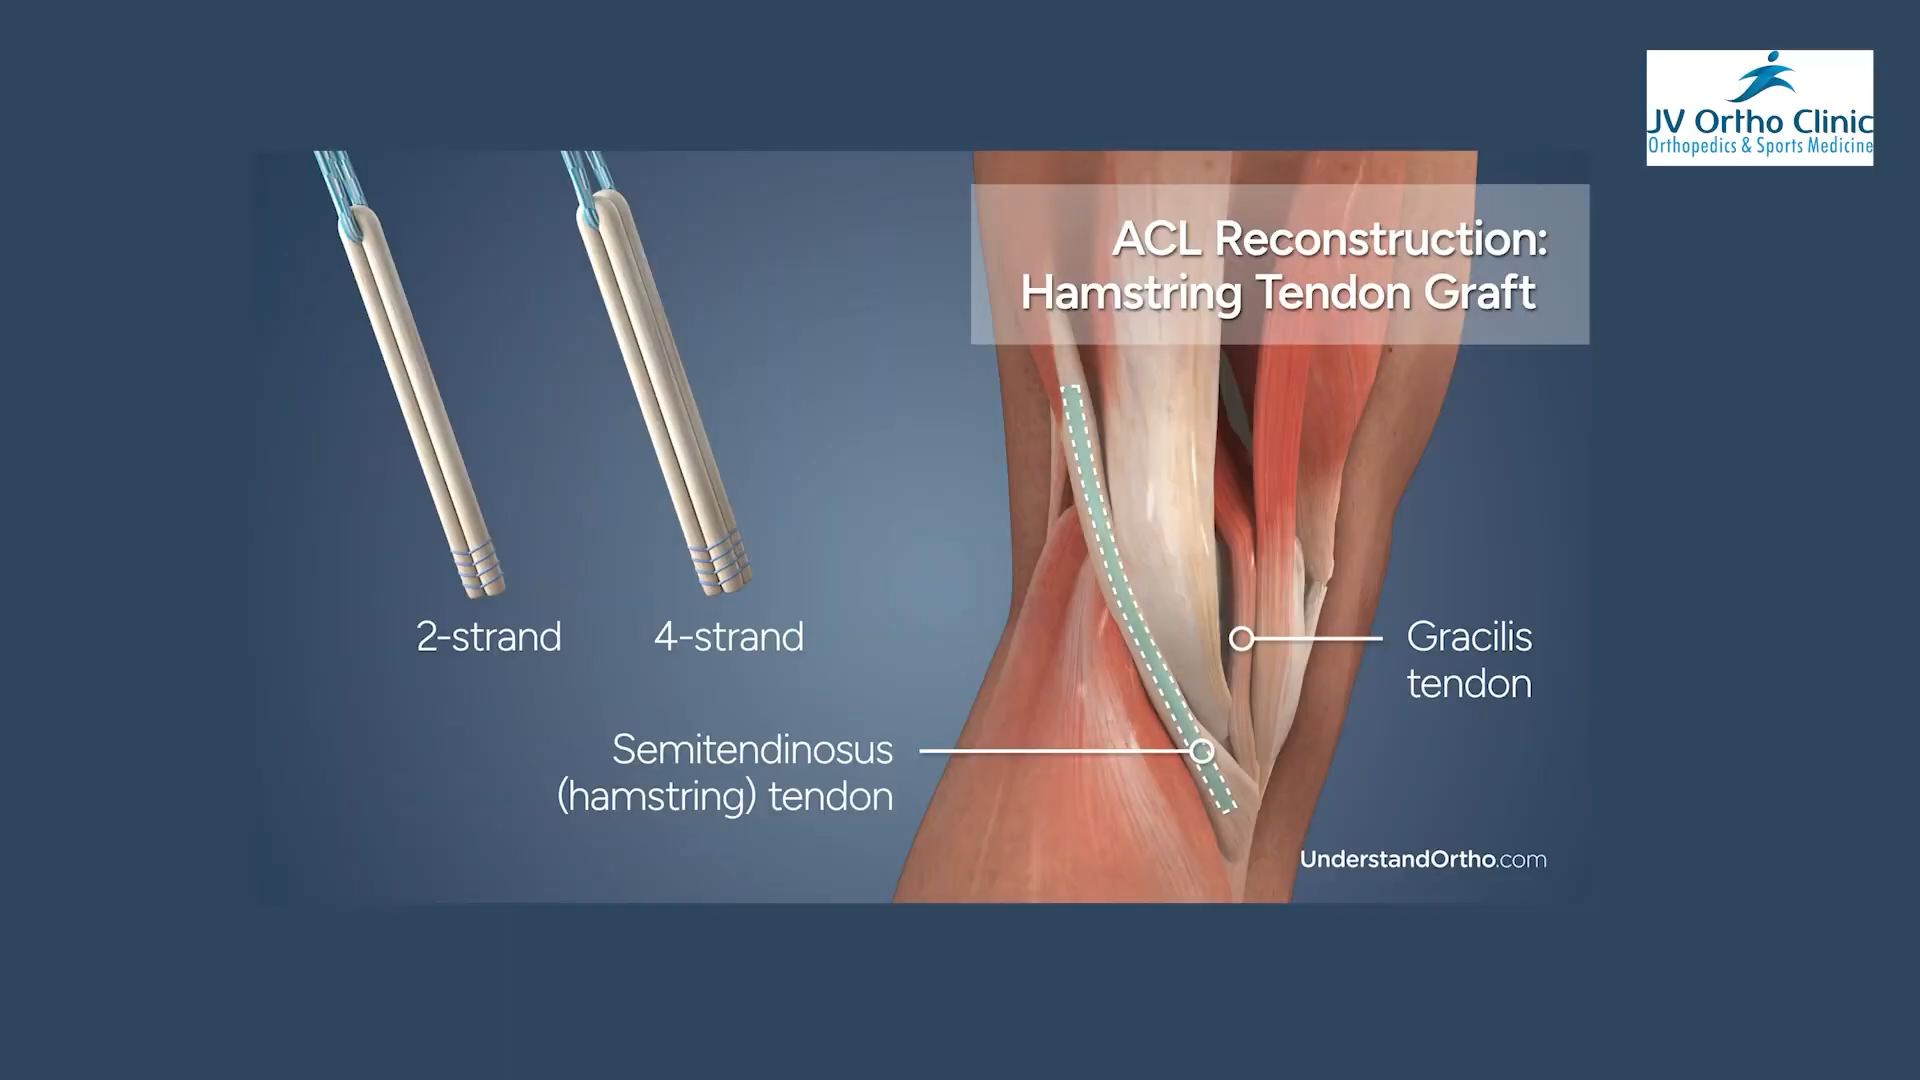 JV Ortho Clinic
Orthopedics & Sports Medicine
ACL Reconstruction:
Hamstring Tendon Graft
2-strand
4-strand
Gracilis
tendon
Semitendinosus
(hamstring) tendon
UnderstandOrtho.com